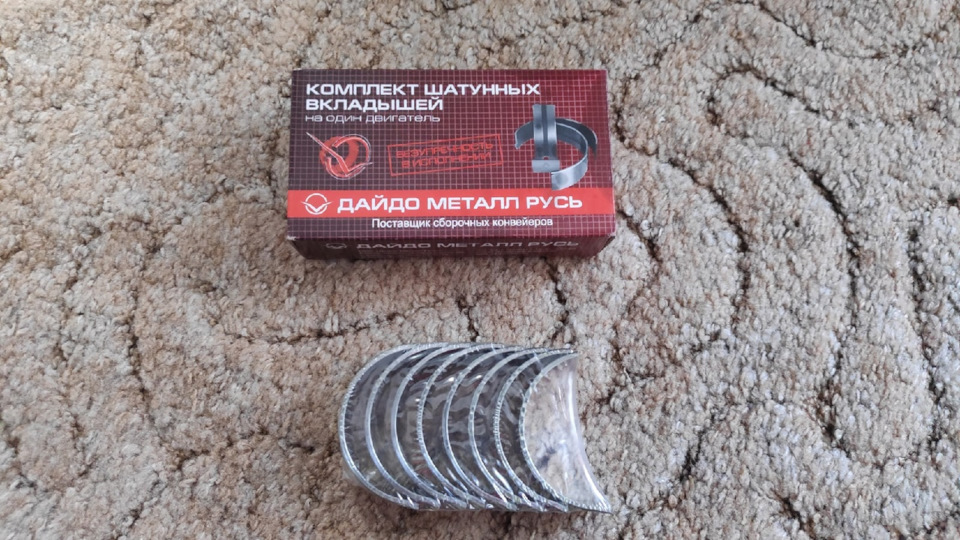 КОМПЛЕКТ ШАТУННЫХ
ВКЛАДЫШЕЙ
на один двигатель
ДАЙДО МЕТАЛЛ РУСЬ
Поставщик сборочных конвейеров
ДАЙДО МЕТАЛЛ РУСЬ